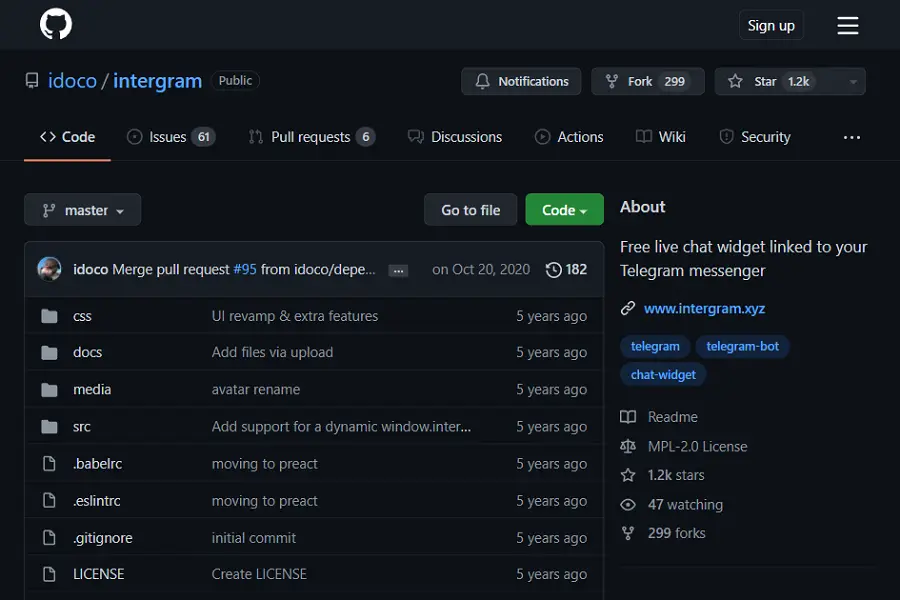 Sign up
idoco / intergram Public
Notifications Fork 299 Star 1.2k
Code Issues 61 Pull requests 6 Discussions Actions Wiki Security ...
master Go to file Code
About
Free live chat widget linked to your
Telegram messenger
www.intergram.xyz
telegram telegram-bot
chat-widget
Readme
MPL-2.0 License
1.2k stars
47 watching
299 forks
idoco Merge pull request #95 from idoco/depe... ... on Oct 20, 2020 182
css UI revamp & extra features 5 years ago
docs Add files via upload 5 years ago
media avatar rename 5 years ago
src Add support for a dynamic window.inter... 5 years ago
.babelrc moving to preact 5 years ago
.eslintrc moving to preact 5 years ago
.gitignore initial commit 5 years ago
LICENSE Create LICENSE 5 years ago